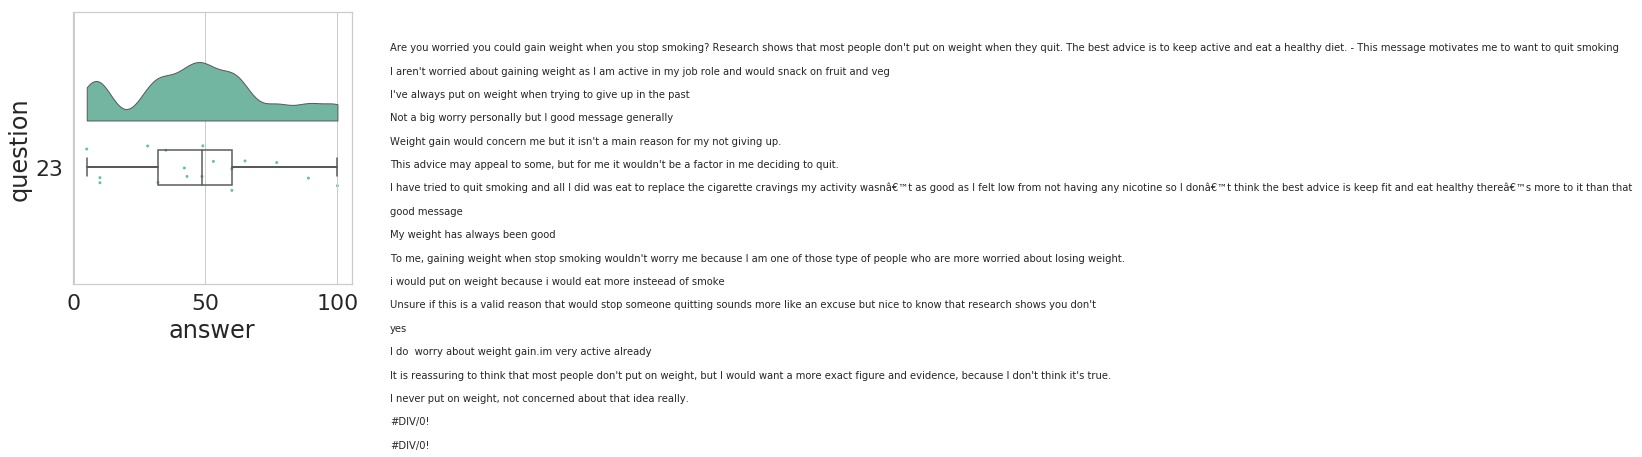 question
23
0 50 100
answer
Are you worried you could gain weight when you stop smoking? Research shows that most people don't put on weight when they quit. The best advice is to keep active and eat a healthy diet. - This message motivates me to want to quit smoking
I aren't worried about gaining weight as I am active in my job role and would snack on fruit and veg
I've always put on weight when trying to give up in the past
Not a big worry personally but I good message generally
Weight gain would concern me but it isn't a main reason for my not giving up.
This advice may appeal to some, but for me it wouldn't be a factor in me deciding to quit.
I have tried to quit smoking and all I did was eat to replace the cigarette cravings my activity wasnâ€™t as good as I felt low from not having any nicotine so I donâ€™t think the best advice is keep fit and eat healthy thereâ€™s more to it than that
good message
My weight has always been good
To me, gaining weight when stop smoking wouldn't worry me because I am one of those type of people who are more worried about losing weight.
i would put on weight because i would eat more insteead of smoke
Unsure if this is a valid reason that would stop someone quitting sounds more like an excuse but nice to know that research shows you don't
yes
I do  worry about weight gain.im very active already
It is reassuring to think that most people don't put on weight, but I would want a more exact figure and evidence, because I don't think it's true.
I never put on weight, not concerned about that idea really.
#DIV/0!
#DIV/0!